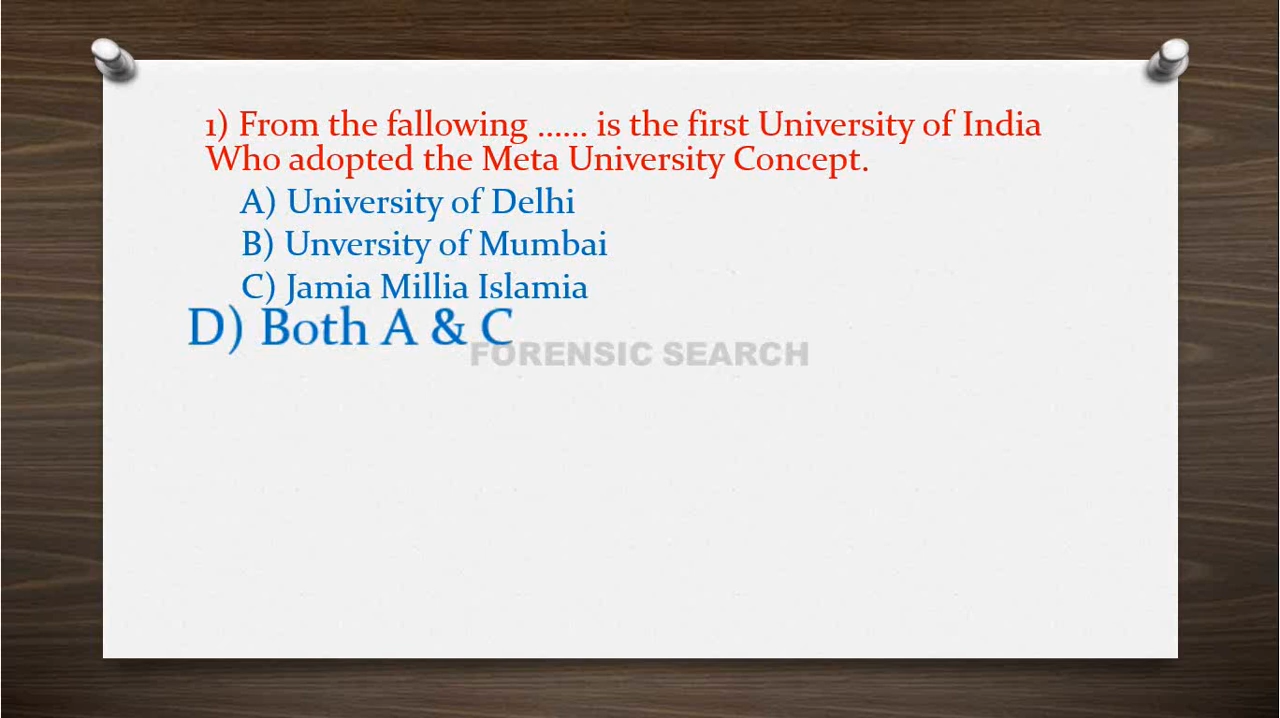 1) From the fallowing ...... is the first University of India
Who adopted the Meta University Concept.
A) University of Delhi
B) Unversity of Mumbai
C) Jamia Millia Islamia
D) Both A & C
FORENSIC SEARCH